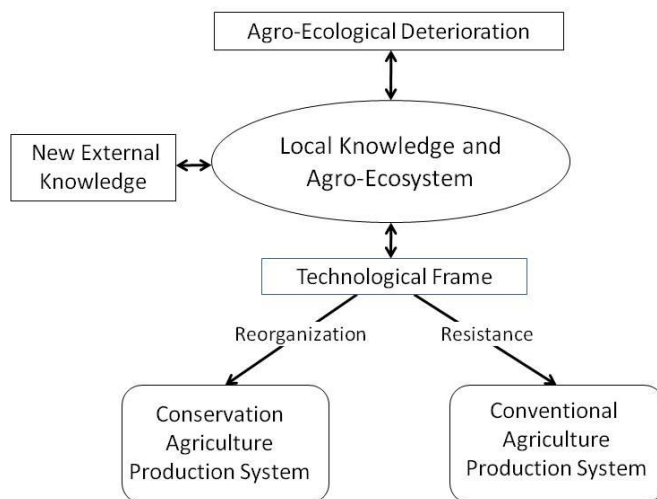 Agro-Ecological Deterioration
New External
Knowledge
Local Knowledge and
Agro-Ecosystem
Technological Frame
Reorganization
Resistance
Conservation
Agriculture
Production System
Conventional
Agriculture
Production System